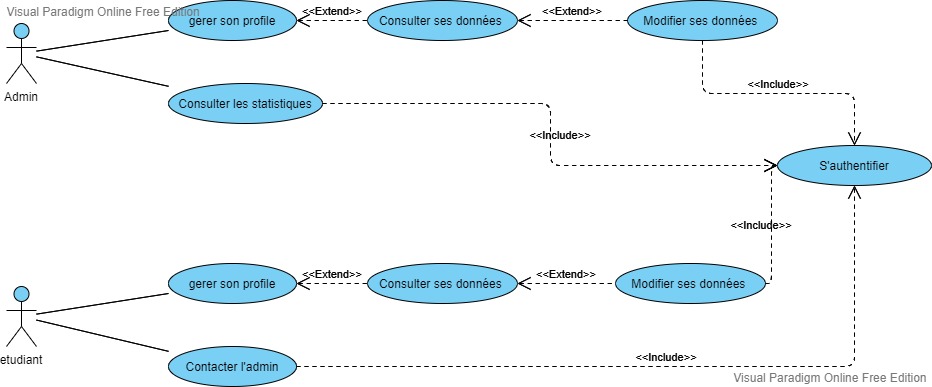 Visual Paradigm Online Free Edition
gerer son profile
<<Extend>>
Consulter ses données
<<Extend>>
Modifier ses données
Admin
<<Include>>
Consulter les statistiques
<<Include>>
S'authentifier
<<Include>>
gerer son profile
<<Extend>>
Consulter ses données
<<Extend>>
Modifier ses données
etudiant
Contacter l'admin
<<Include>>
Visual Paradigm Online Free Edition